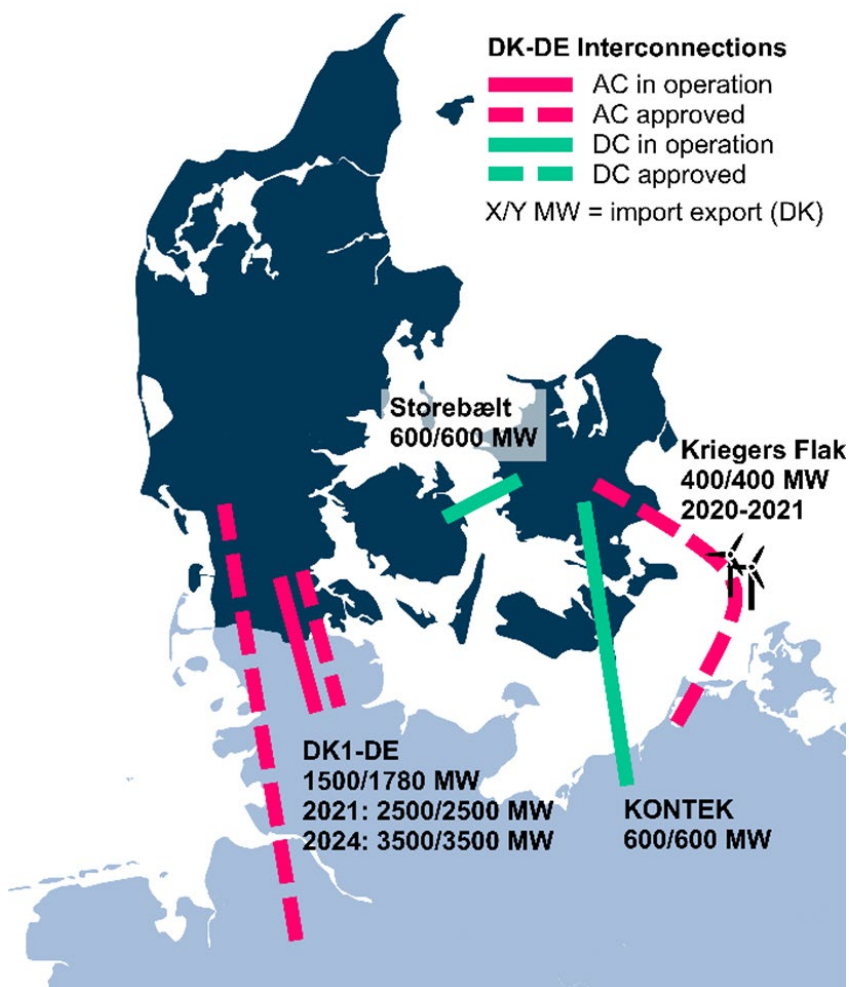 DK-DE Interconnections
AC in operation
AC approved
DC in operation
DC approved
X/Y MW = import export (DK)
Storebælt
600/600 MW
Kriegers Flak
400/400 MW
2020-2021
DK1-DE
1500/1780 MW
2021: 2500/2500 MW
2024: 3500/3500 MW
KONTEK
600/600 MW